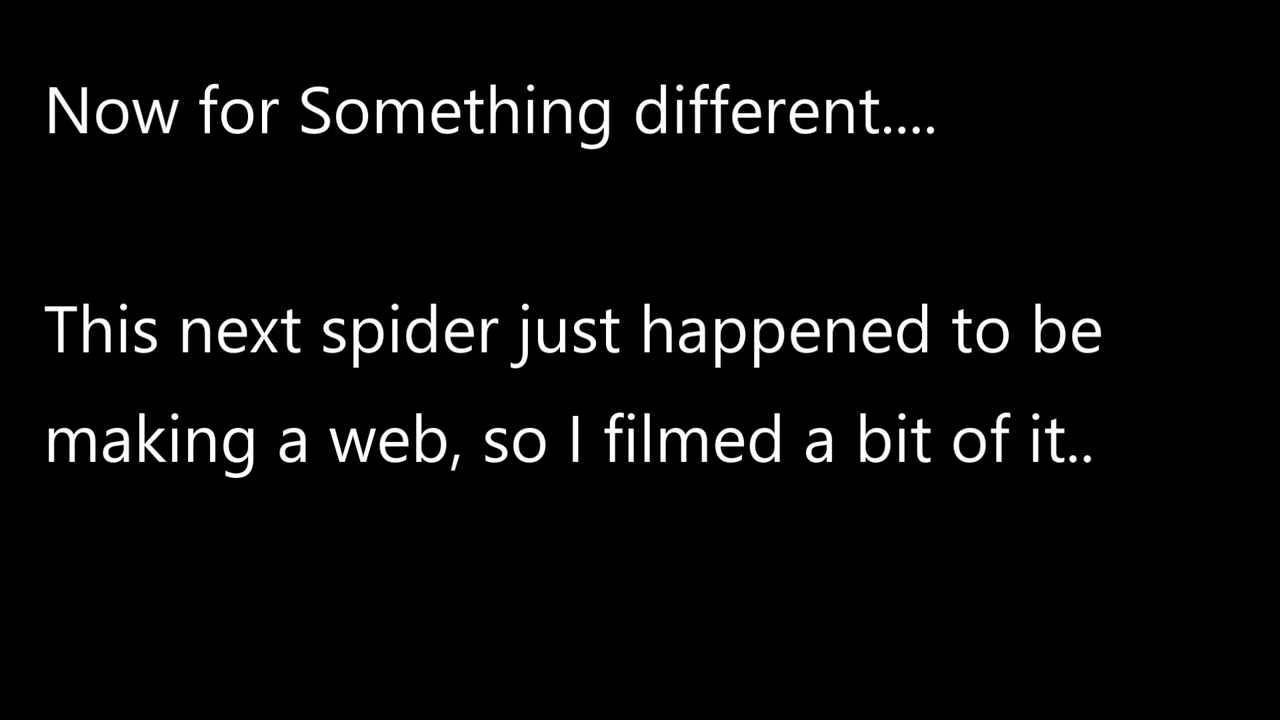 Now for Something different....
This next spider just happened to be
making a web, so I filmed a bit of it..